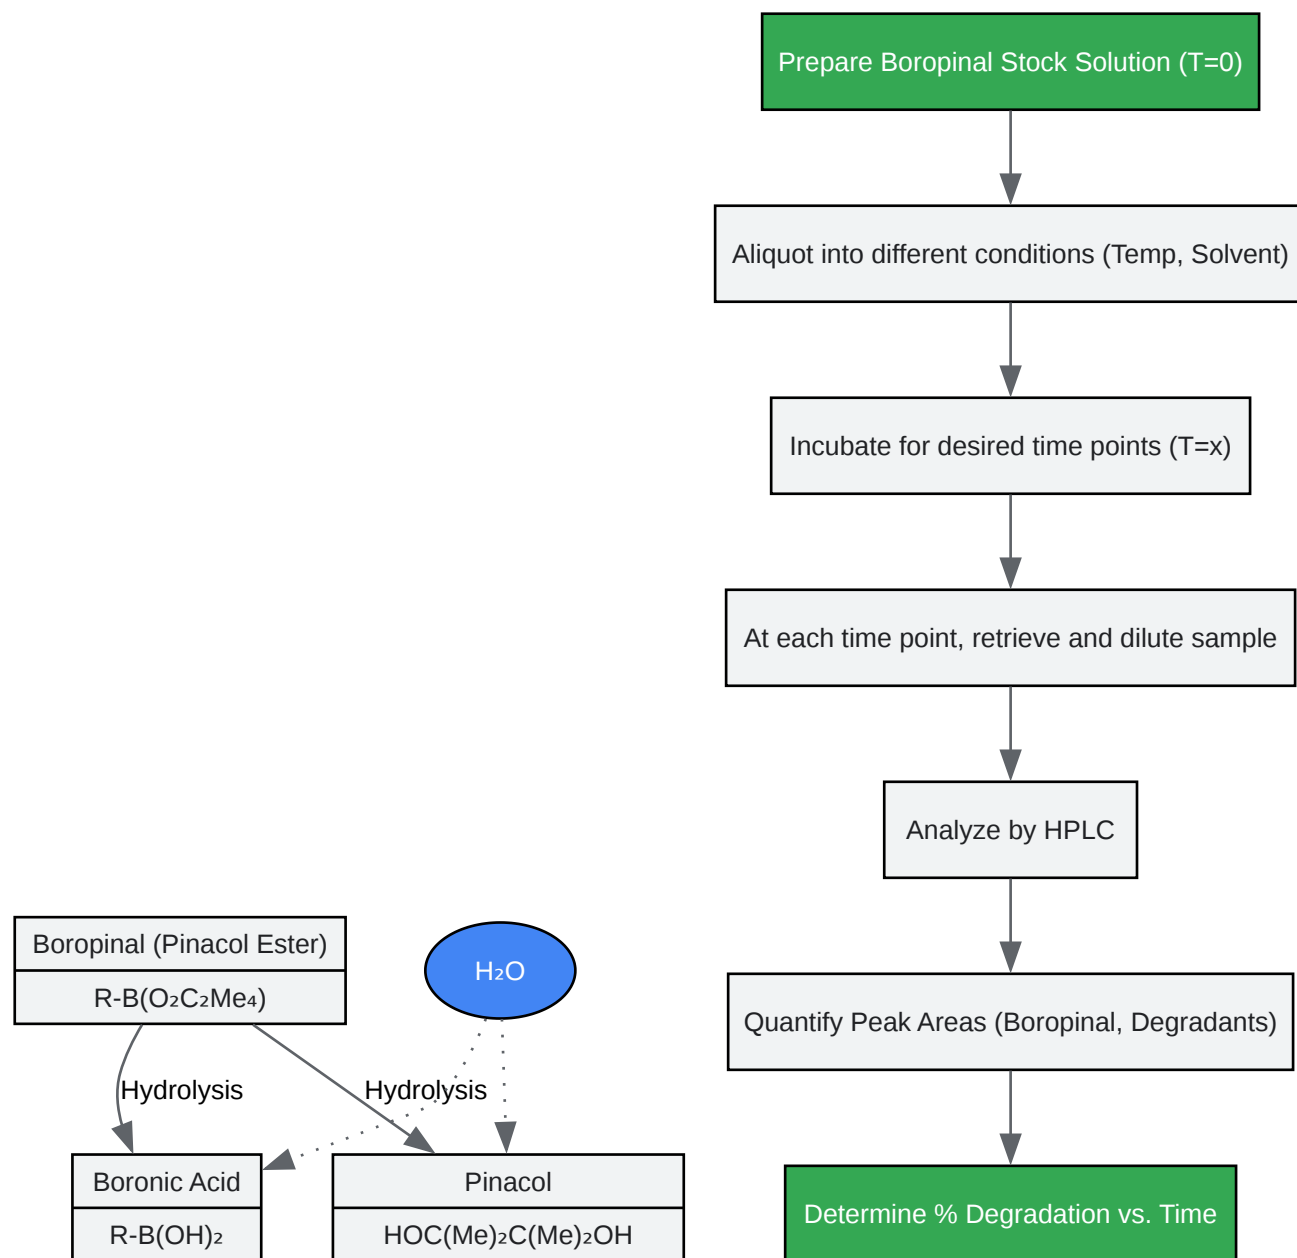 Prepare Boropinal Stock Solution (T=0)
Aliquot into different conditions (Temp, Solvent)
Incubate for desired time points (T=x)
At each time point, retrieve and dilute sample
Analyze by HPLC
Quantify Peak Areas (Boropinal, Degradants)
Determine % Degradation vs. Time
Boropinal (Pinacol Ester)
R-B(O₂C₂Me₄)
H₂O
Hydrolysis
Hydrolysis
Boronic Acid
R-B(OH)₂
Pinacol
HOC(Me)₂C(Me)₂OH